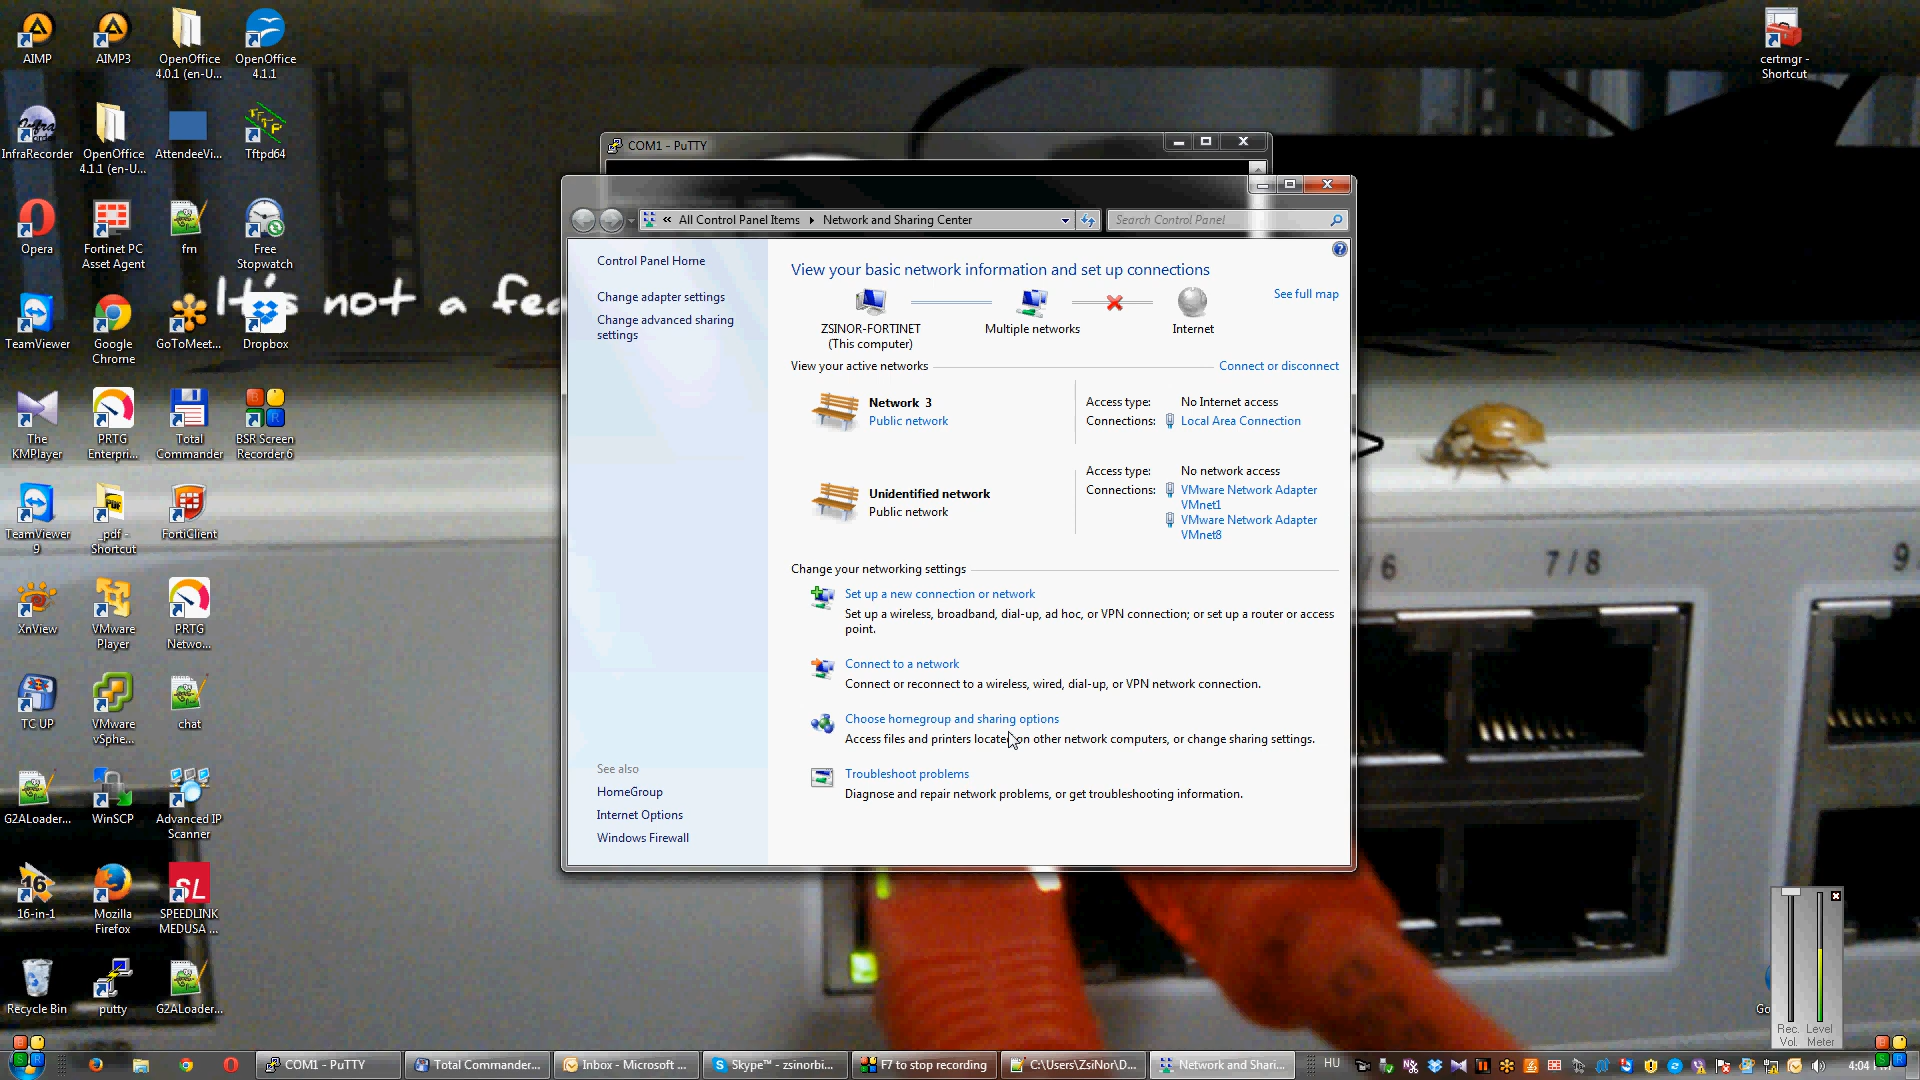 AIMP
AIMP3
OpenOffice
4.0.1 (en-U...
OpenOffice
4.1.1
certmgr -
Shortcut
InfraRecorder
OpenOffice
4.1.1 (en-U...
AttendeeVi...
Tftpd64
Opera
Fortinet PC
Asset Agent
fm
Free
Stopwatch
It's not a fea
TeamViewer
Google
Chrome
GoToMeet...
Dropbox
The
KMPlayer
PRTG
Enterpri...
Total
Commander
BSR Screen
Recorder 6
TeamViewer
9
_pdf -
Shortcut
FortiClient
XnView
VMware
Player
PRTG
Netwo...
TC UP
VMware
vSphe...
chat
G2ALoader...
WinSCP
Advanced IP
Scanner
16-in-1
Mozilla
Firefox
SPEEDLINK
MEDUSA ...
Recycle Bin
putty
G2ALoader...
COM1 - PuTTY
« All Control Panel Items
Network and Sharing Center
Search Control Panel
Control Panel Home
Change adapter settings
Change advanced sharing
settings
See also
HomeGroup
Internet Options
Windows Firewall
View your basic network information and set up connections
See full map
ZSINOR-FORTINET
(This computer)
Multiple networks
Internet
View your active networks
Connect or disconnect
Network 3
Public network
Access type: No Internet access
Connections: Local Area Connection
Unidentified network
Public network
Access type: No network access
Connections: VMware Network Adapter
VMnet1
VMware Network Adapter
VMnet8
Change your networking settings
Set up a new connection or network
Set up a wireless, broadband, dial-up, ad hoc, or VPN connection; or set up a router or access
point.
Connect to a network
Connect or reconnect to a wireless, wired, dial-up, or VPN network connection.
Choose homegroup and sharing options
Access files and printers located on other network computers, or change sharing settings.
Troubleshoot problems
Diagnose and repair network problems, or get troubleshooting information.
/ 6
7 / 8
9
Go
Rec. Level
Vol. Meter
COM1 - PuTTY
Total Commander...
Inbox - Microsoft ...
Skype™ - zsinorbi...
F7 to stop recording
C:\Users\ZsiNor\D...
Network and Shari...
HU
4:04